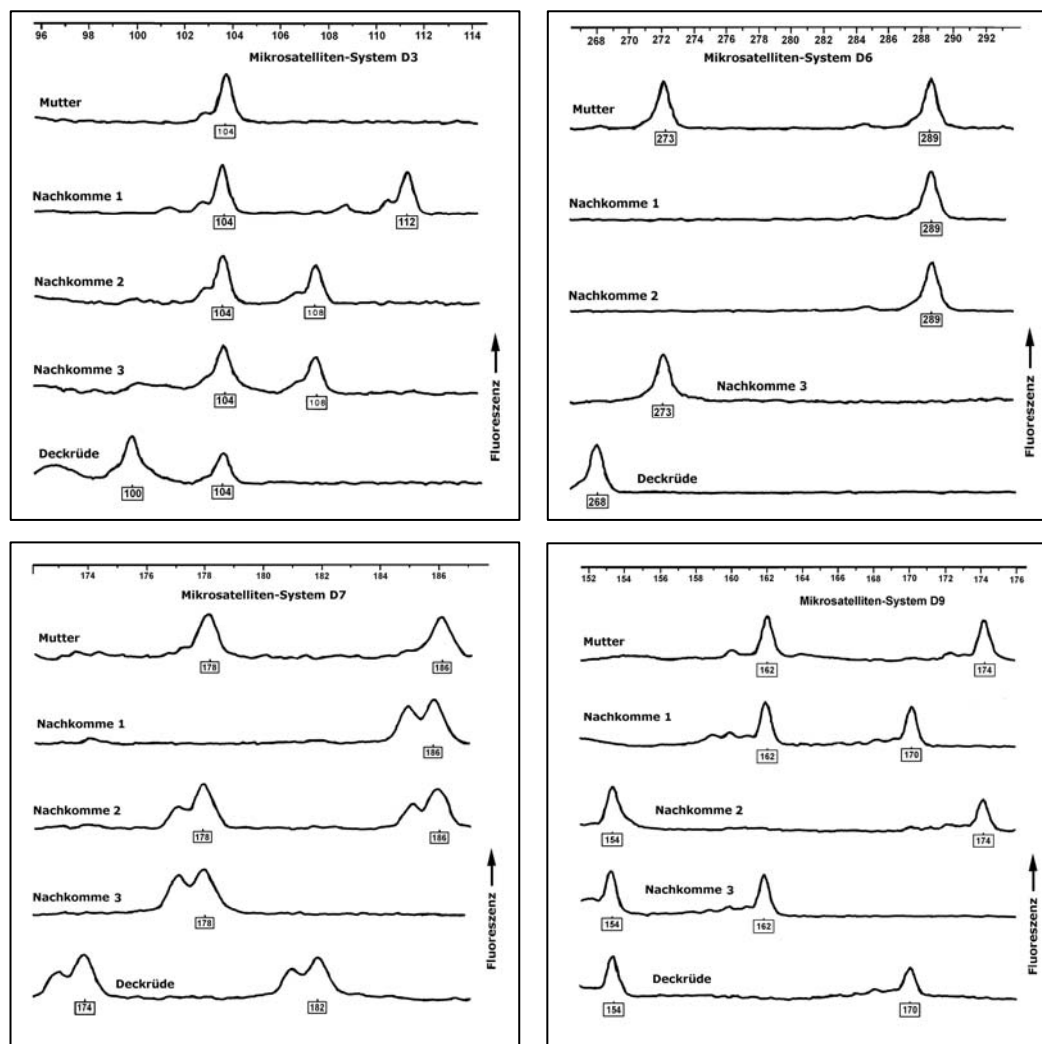 96 98 100 102 104 106 108 110 112 114
Mikrosatelliten-System D3
Mutter
104
Nachkomme 1
104 112
Nachkomme 2
104 108
Nachkomme 3
104 108
Deckrüde
100 104
Fluoreszenz
268 270 272 274 276 278 280 282 284 286 288 290 292
Mikrosatelliten-System D6
Mutter
273 289
Nachkomme 1
289
Nachkomme 2
289
Nachkomme 3
273
Deckrüde
268
Fluoreszenz
174 176 178 180 182 184 186
Mikrosatelliten-System D7
Mutter
178 186
Nachkomme 1
186
Nachkomme 2
178 186
Nachkomme 3
178
Deckrüde
174 182
Fluoreszenz
152 154 156 160 162 164 168 170 172 174 176
Mikrosatelliten-System D9
Mutter
162 174
Nachkomme 1
162 170
Nachkomme 2
154 174
Nachkomme 3
154 162
Deckrüde
154 170
Fluoreszenz